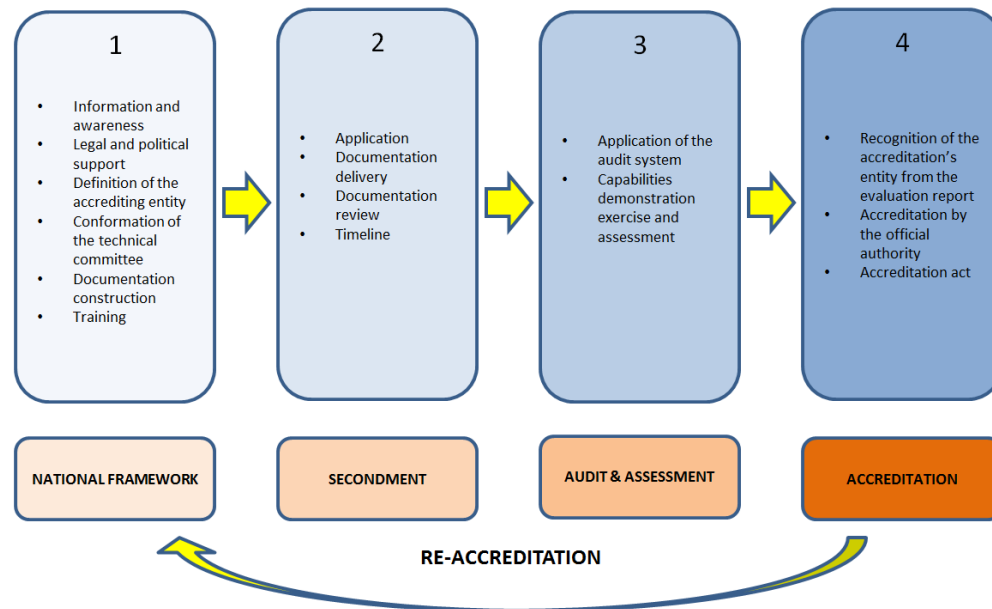 1
• Information and
awareness
• Legal and political
support
• Definition of the
accrediting entity
• Conformation of
the technical
committee
• Documentation
construction
• Training
2
• Application
• Documentation
delivery
• Documentation
review
• Timeline
3
• Application of the
audit system
• Capabilities
demonstration
exercise and
assessment
4
• Recognition of the
accreditation's
entity from the
evaluation report
• Accreditation by
the official
authority
• Accreditation act
NATIONAL FRAMEWORK
SECONDMENT
AUDIT & ASSESSMENT
ACCREDITATION
RE-ACCREDITATION